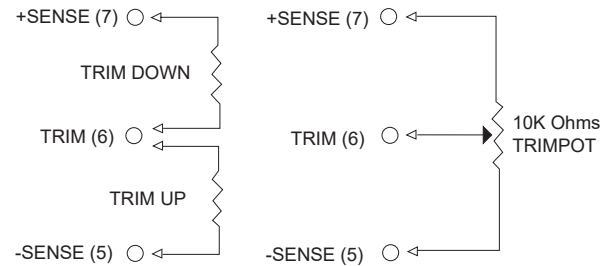 +SENSE (7)
TRIM DOWN
TRIM (6)
TRIM UP
-SENSE (5)
+SENSE (7)
TRIM (6)
10K Ohms
TRIMPOT
-SENSE (5)